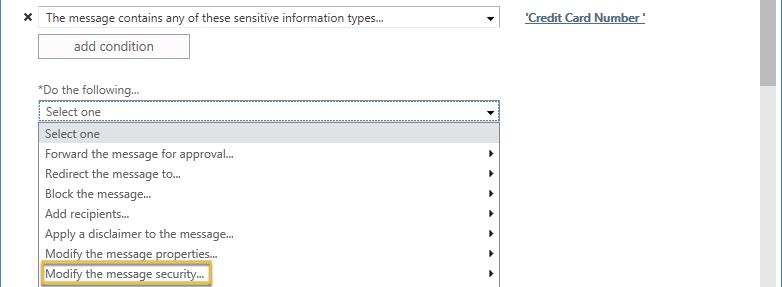 The message contains any of these sensitive information types... 'Credit Card Number '
add condition
*Do the following...
Select one
Select one
Forward the message for approval...
Redirect the message to...
Block the message...
Add recipients...
Apply a disclaimer to the message...
Modify the message properties...
Modify the message security...